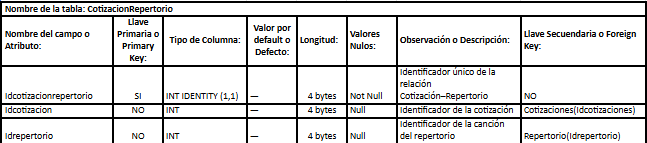 Nombre de la tabla: CotizacionRepertorio
Nombre del campo o Atributo: Llave Primaria o Primary Key: Tipo de Columna: Valor por default o Defecto: Longitud: Valores Nulos: Observación o Descripción: Llave Secuendaria o Foreign Key:
Idcotizacionrepertorio SI INT IDENTITY (1,1) — 4 bytes Not Null Identificador único de la relación Cotización–Repertorio NO
Idcotizacion NO INT — 4 bytes Null Identificador de la cotización Cotizaciones(Idcotizaciones)
Idrepertorio NO INT — 4 bytes Null Identificador de la canción del repertorio Repertorio(Idrepertorio)